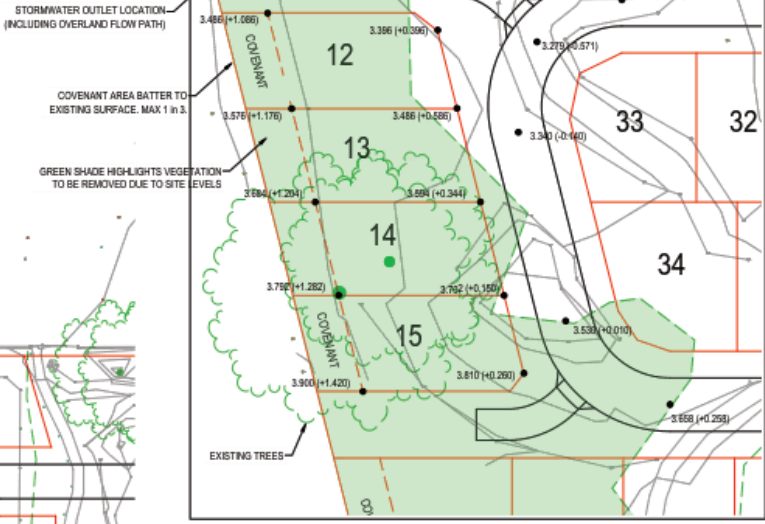 STORMWATER OUTLET LOCATION
(INCLUDING OVERLAND FLOW PATH)
3.486 (+1.086)
12
3.396 (+0.396)
3.279(-0.571)
COVENANT
COVENANT AREA BATTER TO
EXISTING SURFACE. MAX 1 in 3.
3.576 (+1.176)
3.486 (+0.586)
33
32
3.340 (-0.140)
13
GREEN SHADE HIGHLIGHTS VEGETATION
TO BE REMOVED DUE TO SITE LEVELS
3.684 (+1.204)
3.594 (+0.344)
14
34
3.792 (+1.282)
3.702 (+0.150)
COVENANT
15
3.530 (+0.010)
3.900 (+1.420)
3.810 (+0.260)
3.658 (+0.258)
EXISTING TREES
CO